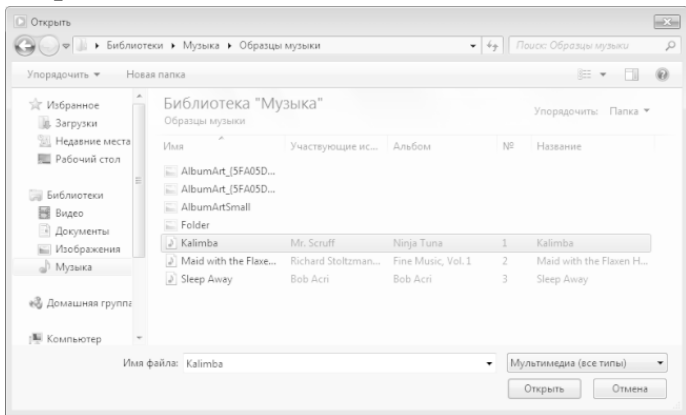 Открыть
Библиотеки Музыка Образцы музыки Поиск: Образцы музыки
Упорядочить Новая папка
Избранное
Загрузки
Недавние места
Рабочий стол
Библиотеки
Видео
Документы
Изображения
Музыка
Домашняя группа
Компьютер
Библиотека "Музыка"
Образцы музыки
Упорядочить: Папка
Имя Участвующие ис... Альбом № Название
AlbumArt_{5FA05D...
AlbumArt_{5FA05D...
AlbumArtSmall
Folder
Kalimba Mr. Scruff Ninja Tuna 1 Kalimba
Maid with the Flaxe... Richard Stoltzman... Fine Music, Vol. 1 2 Maid with the Flaxen H...
Sleep Away Bob Acri Bob Acri 3 Sleep Away
Имя файла: Kalimba Мультимедиа (все типы)
Открыть Отмена